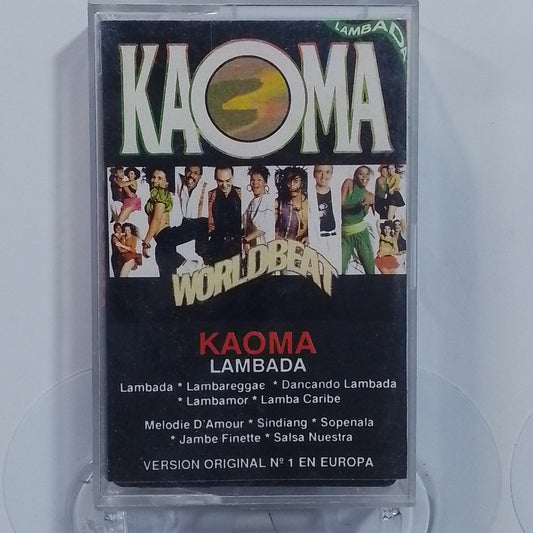 LAMBADA
KAOMA
WORLDBEAT
KAOMA
LAMBADA
Lambada * Lambareggae * Dancando Lambada
* Lambamor * Lamba Caribe
Melodie D'Amour * Sindiang * Sopenala
* Jambe Finette * Salsa Nuestra
VERSION ORIGINAL Nº 1 EN EUROPA